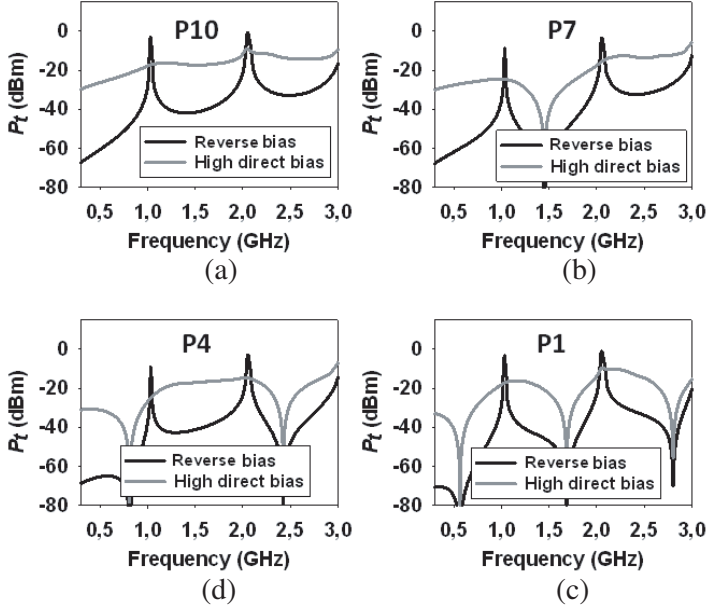 P10
P7
0
-20
-40
-60
-80
Pt (dBm)
Reverse bias
High direct bias
0,5 1,0 1,5 2,0 2,5 3,0
Frequency (GHz)
(a)
0
-20
-40
-60
-80
Pt (dBm)
Reverse bias
High direct bias
0,5 1,0 1,5 2,0 2,5 3,0
Frequency (GHz)
(b)
P4
P1
0
-20
-40
-60
-80
Pt (dBm)
Reverse bias
High direct bias
0,5 1,0 1,5 2,0 2,5 3,0
Frequency (GHz)
(d)
0
-20
-40
-60
-80
Pt (dBm)
Reverse bias
High direct bias
0,5 1,0 1,5 2,0 2,5 3,0
Frequency (GHz)
(c)